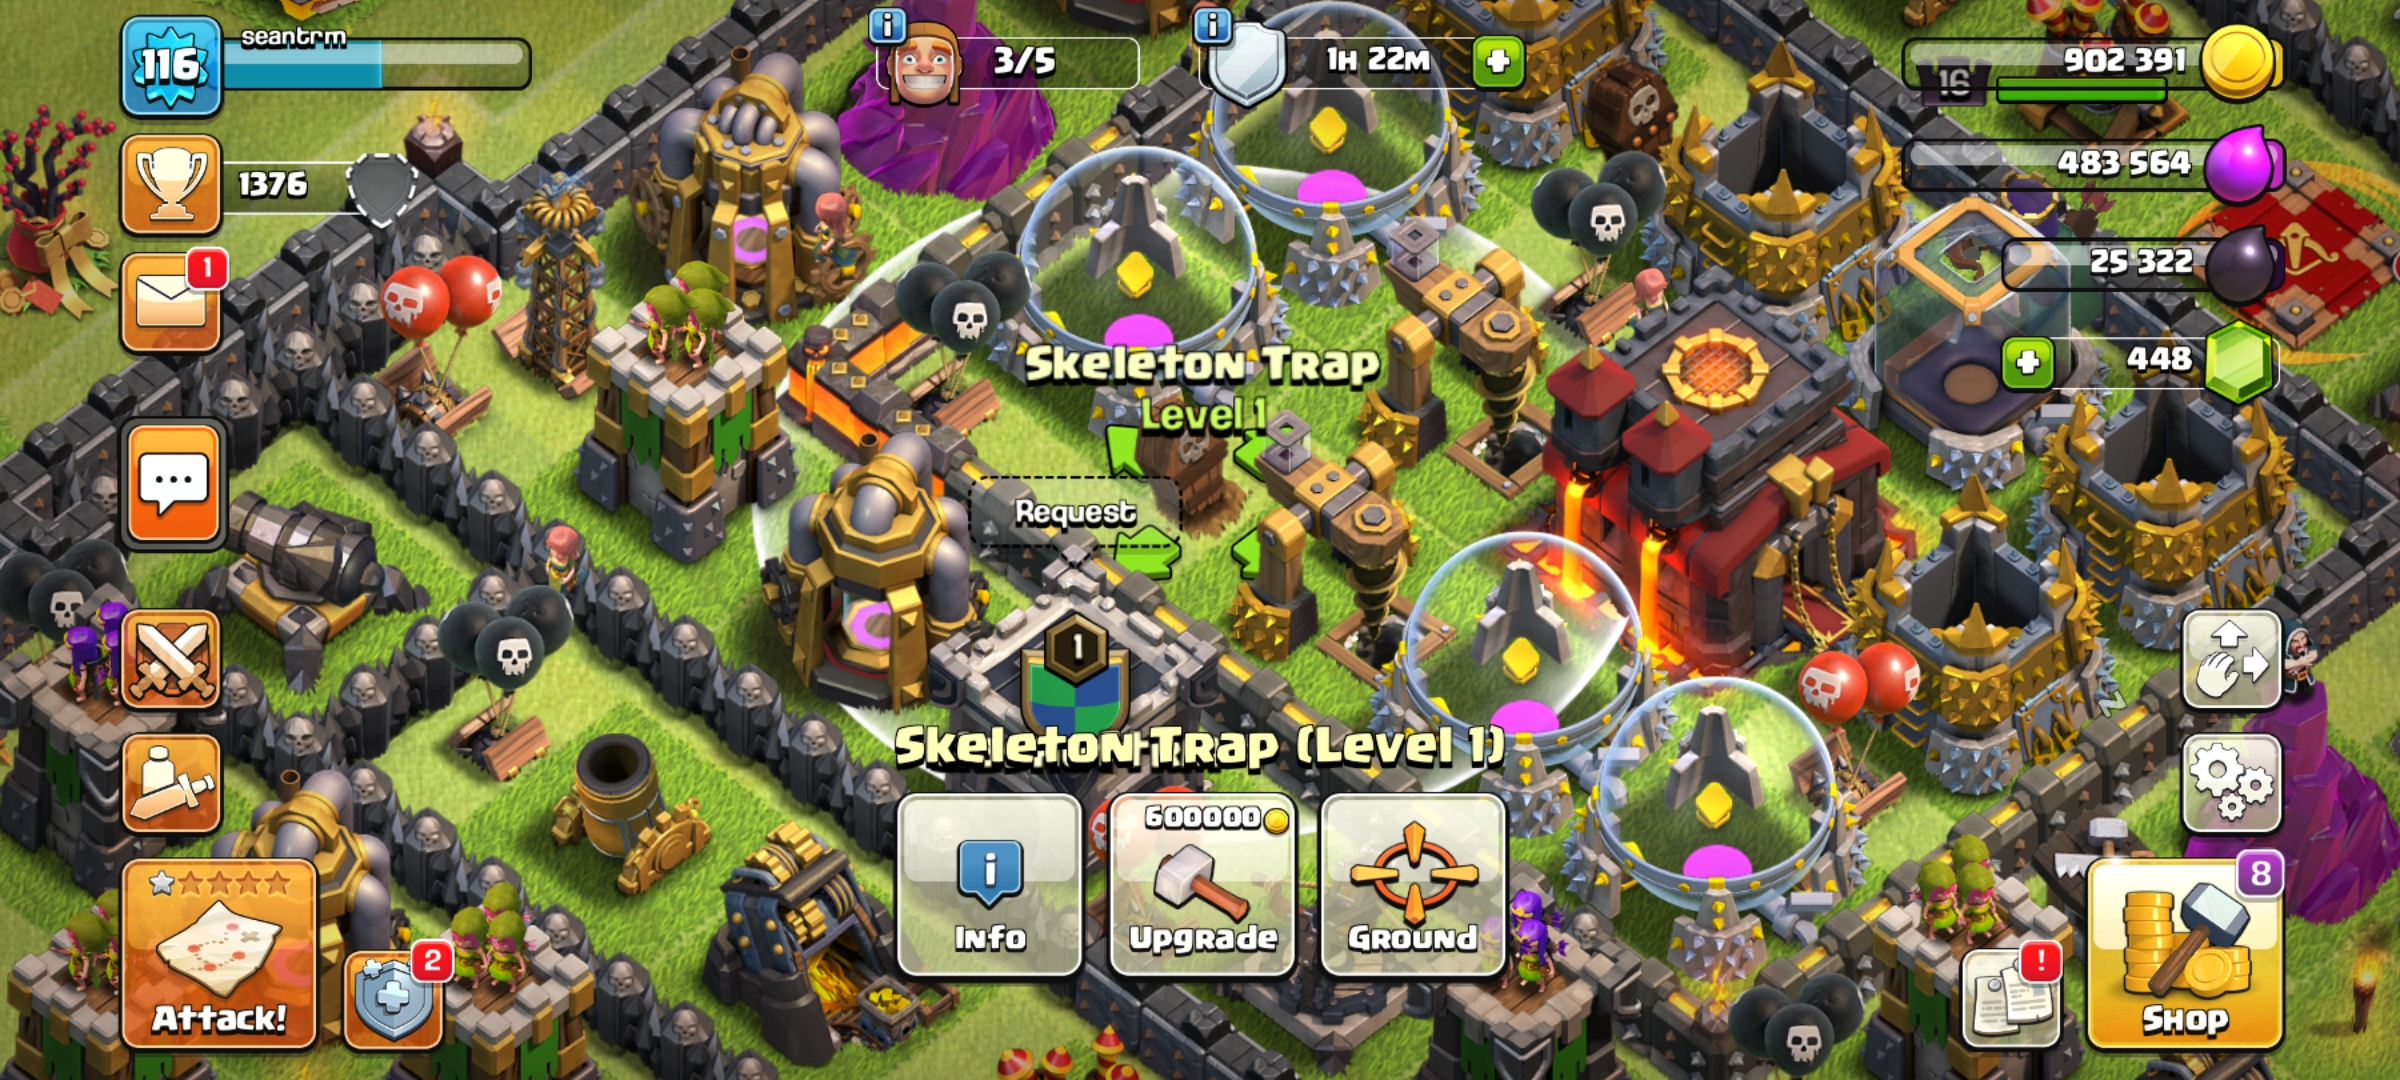 116
seantrm
3/5
1H 22M
902 391
16
1376
483 564
1
25 322
448
Skeleton Trap
Level 1
Request
1
Skeleton Trap (Level 1)
600000
Info
Upgrade
Ground
Attack!
2
!
8
Shop